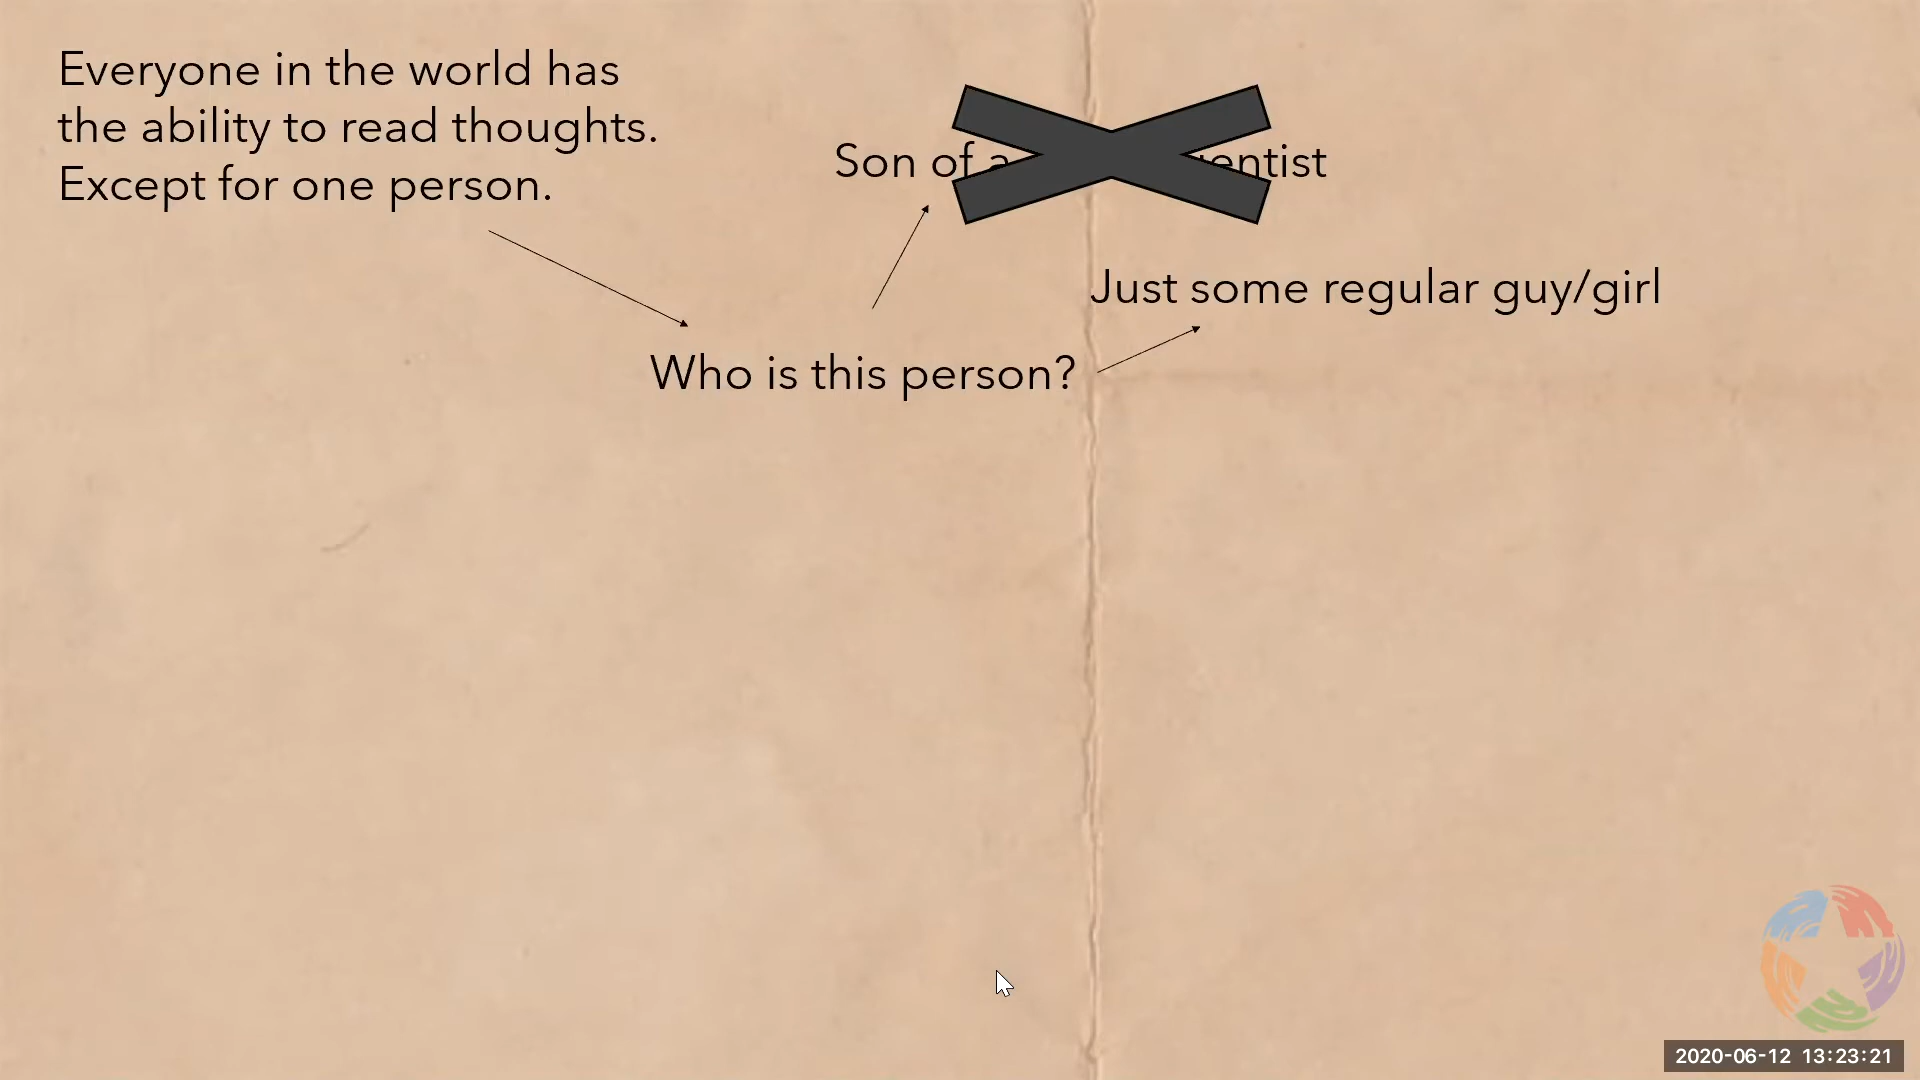 Everyone in the world has
the ability to read thoughts.
Except for one person.
Son of a
Just some regular guy/girl
Who is this person?
2020-06-12 13:23:21